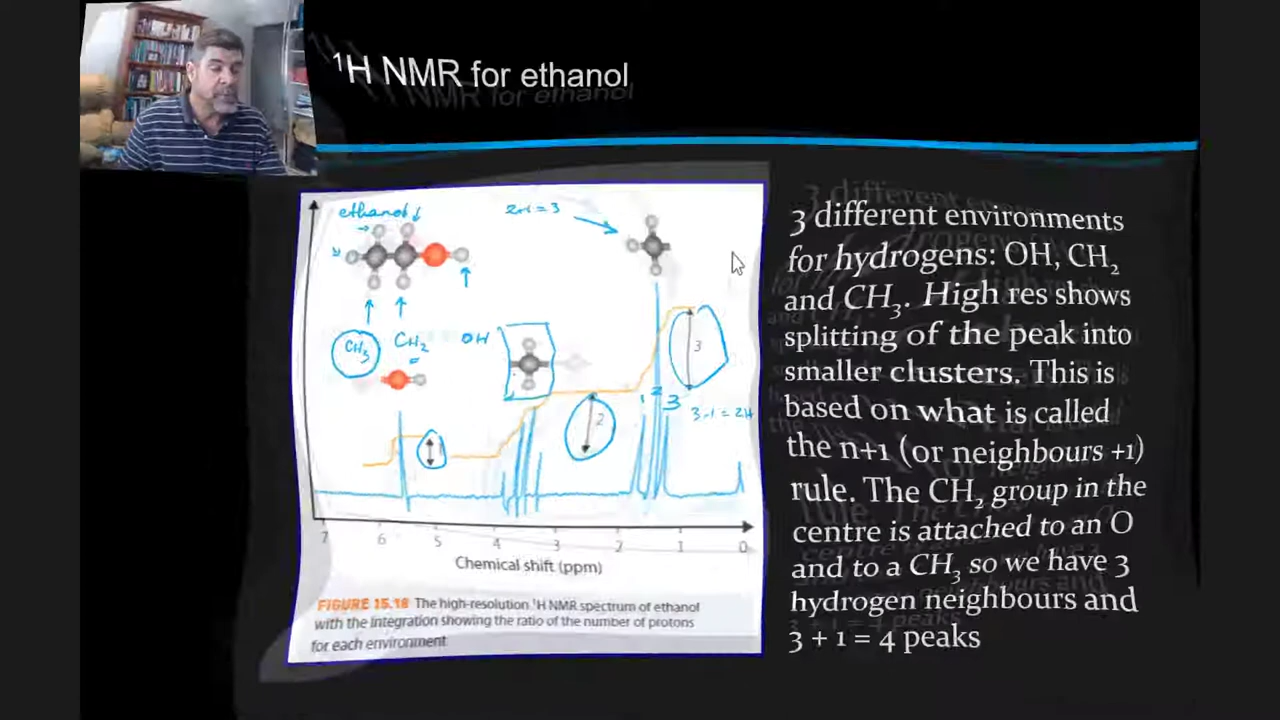 ¹H NMR for ethanol
ethanol
2+1=3
CH₃
CH₂
OH
1 2 3
3
2
3-1=2H
7 6 5 4 3 2 1 0
Chemical shift (ppm)
FIGURE 15.18 The high-resolution ¹H NMR spectrum of ethanol
with the integration showing the ratio of the number of protons
for each environment
3 different environments
for hydrogens: OH, CH₂
and CH₃. High res shows
splitting of the peak into
smaller clusters. This is
based on what is called
the n+1 (or neighbours +1)
rule. The CH₂ group in the
centre is attached to an O
and to a CH₃ so we have 3
hydrogen neighbours and
3 + 1 = 4 peaks